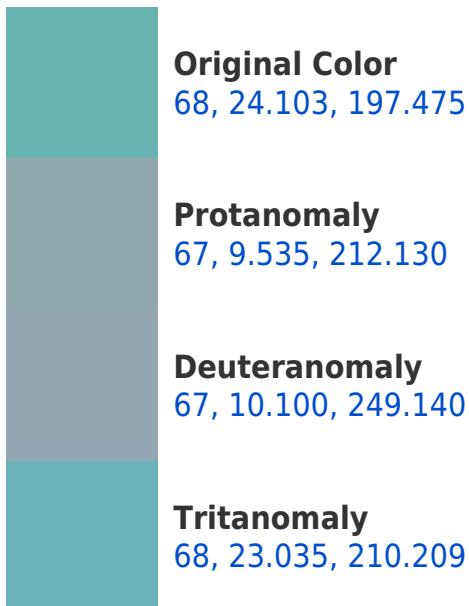 Original Color
68, 24.103, 197.475
Protanomaly
67, 9.535, 212.130
Deuteranomaly
67, 10.100, 249.140
Tritanomaly
68, 23.035, 210.209